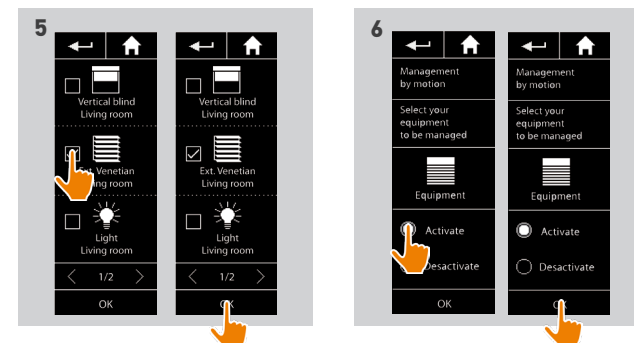 5
Vertical blind
Living room
Ext. Venetian
Living room
Light
Living room
1/2
OK
Vertical blind
Living room
Ext. Venetian
Living room
Light
Living room
1/2
OK
6
Management
by motion
Select your
equipment
to be managed
Equipment
Activate
Desactivate
OK
Management
by motion
Select your
equipment
to be managed
Equipment
Activate
Desactivate
OK